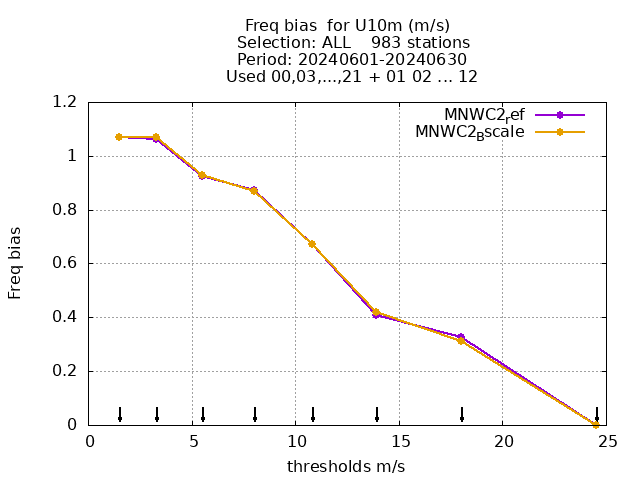 Freq bias  for U10m (m/s)
Selection: ALL    983 stations
Period: 20240601-20240630
Used 00,03,...,21 + 01 02 ... 12
MNWC2ref
MNWC2Bscale
1.2
1
0.8
0.6
0.4
0.2
0
Freq bias
0 5 10 15 20 25
thresholds m/s